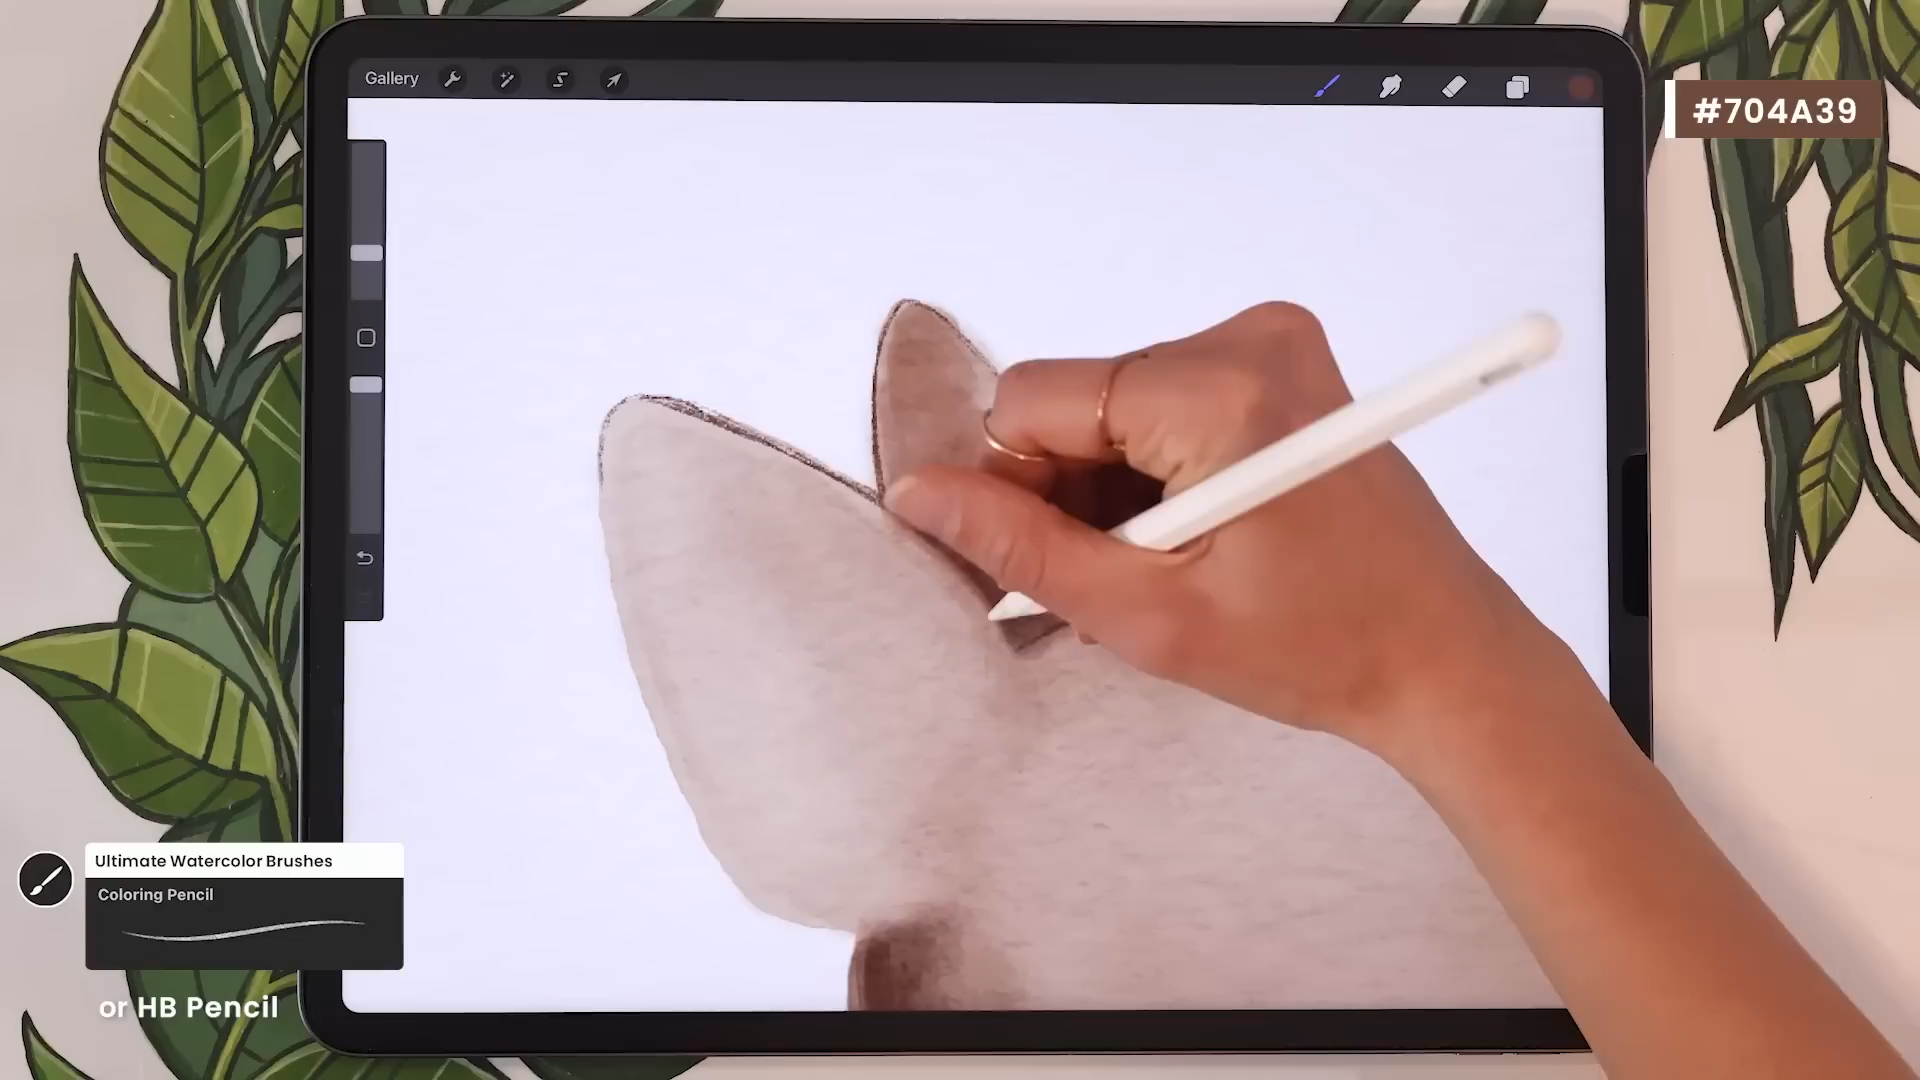 Gallery
#704A39
Ultimate Watercolor Brushes
Coloring Pencil
or HB Pencil